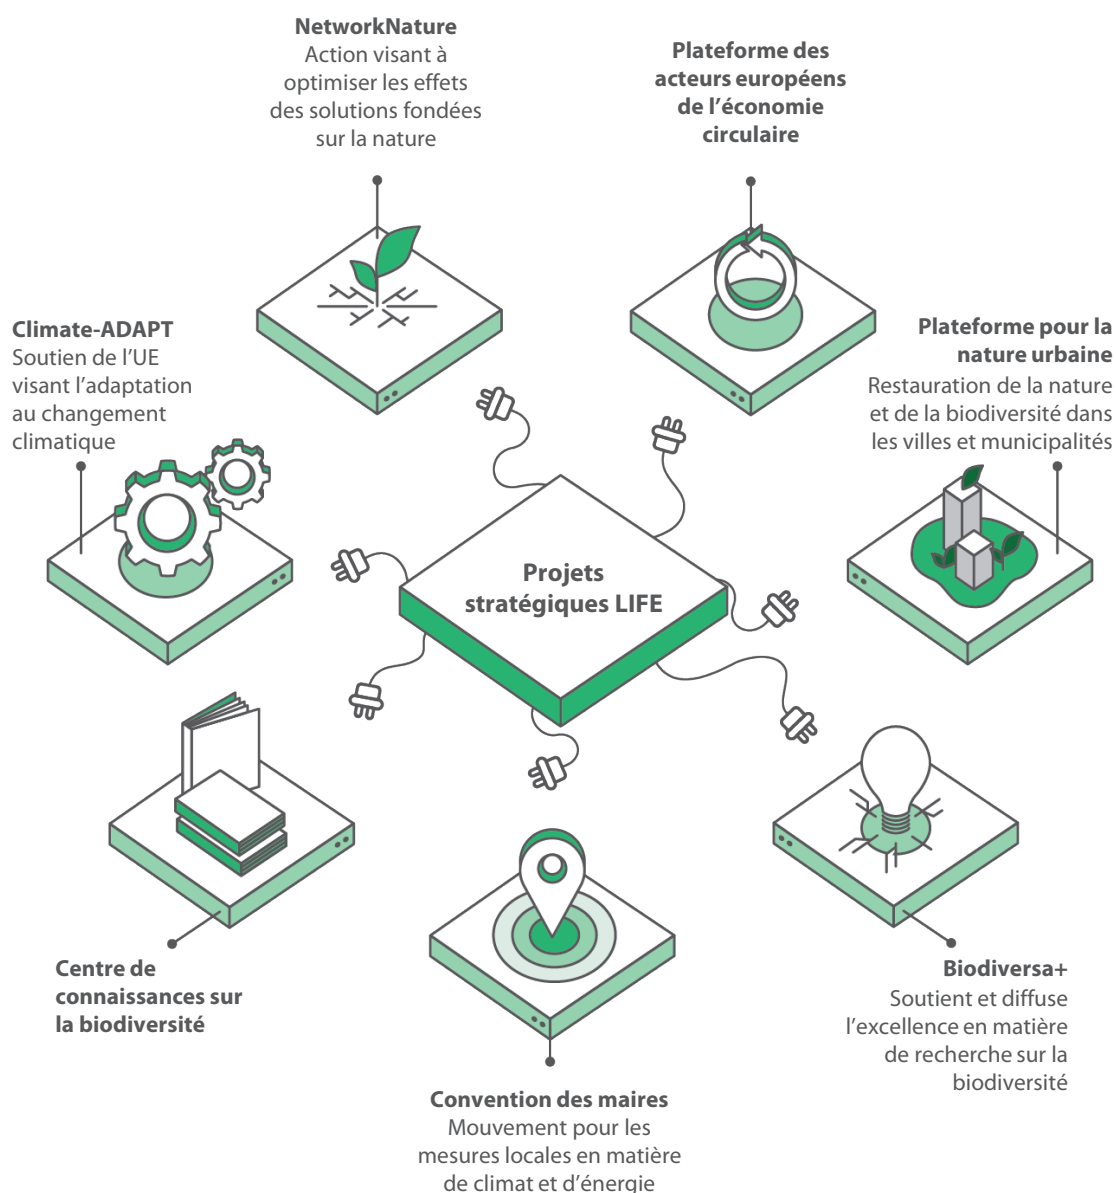 NetworkNature
Action visant à
optimiser les effets
des solutions fondées
sur la nature
Plateforme des
acteurs européens
de l’économie
circulaire
Climate-ADAPT
Soutien de l’UE
visant l’adaptation
au changement
climatique
Plateforme pour la
nature urbaine
Restauration de la nature
et de la biodiversité dans
les villes et municipalités
Projets
stratégiques LIFE
Centre de
connaissances sur
la biodiversité
Biodiversa+
Soutient et diffuse
l’excellence en matière
de recherche sur la
biodiversité
Convention des maires
Mouvement pour les
mesures locales en matière
de climat et d’énergie